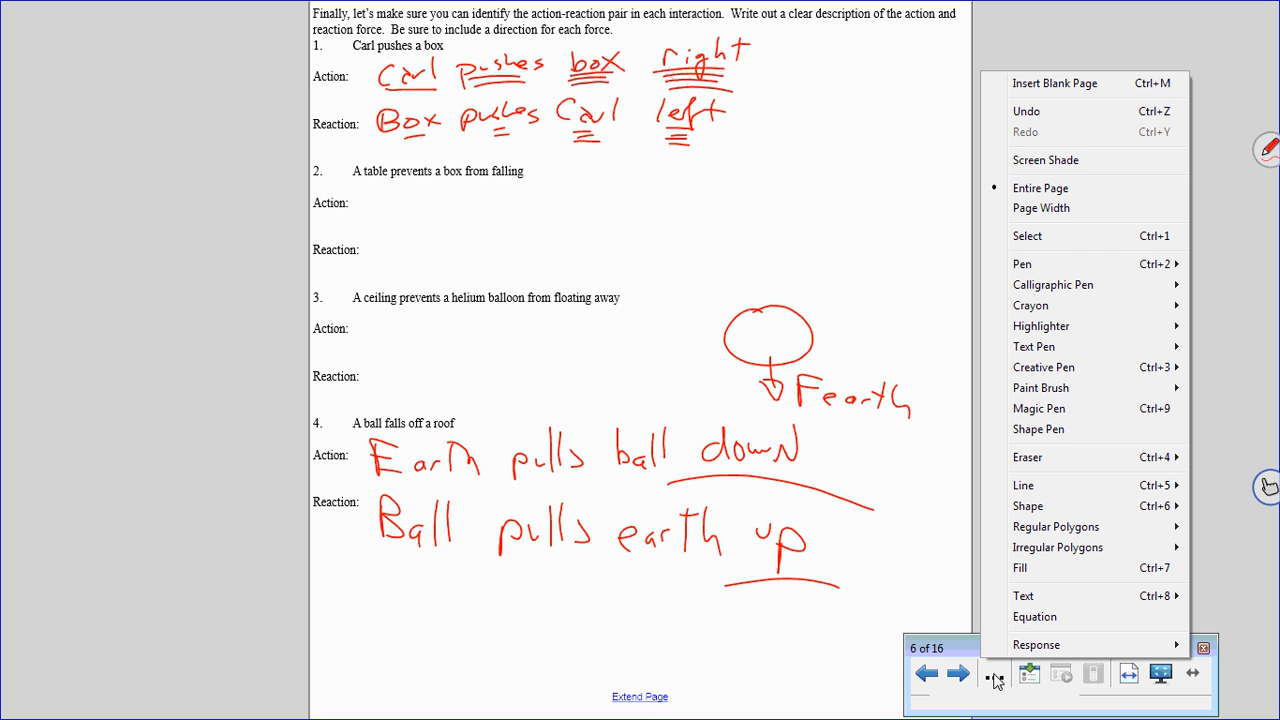 Finally, let's make sure you can identify the action-reaction pair in each interaction. Write out a clear description of the action and
reaction force. Be sure to include a direction for each force.
1. Carl pushes a box
Action: Carl pushes box right
Reaction: Box pushes Carl left
2. A table prevents a box from falling
Action:
Reaction:
3. A ceiling prevents a helium balloon from floating away
Action:
Reaction:
Fearth
4. A ball falls off a roof
Action: Earth pulls ball down
Reaction: Ball pulls earth up
Extend Page
Insert Blank Page Ctrl+M
Undo Ctrl+Z
Redo Ctrl+Y
Screen Shade
Entire Page
Page Width
Select Ctrl+1
Pen Ctrl+2
Calligraphic Pen
Crayon
Highlighter
Text Pen
Creative Pen Ctrl+3
Paint Brush
Magic Pen Ctrl+9
Shape Pen
Eraser Ctrl+4
Line Ctrl+5
Shape Ctrl+6
Regular Polygons
Irregular Polygons
Fill Ctrl+7
Text Ctrl+8
Equation
Response
6 of 16